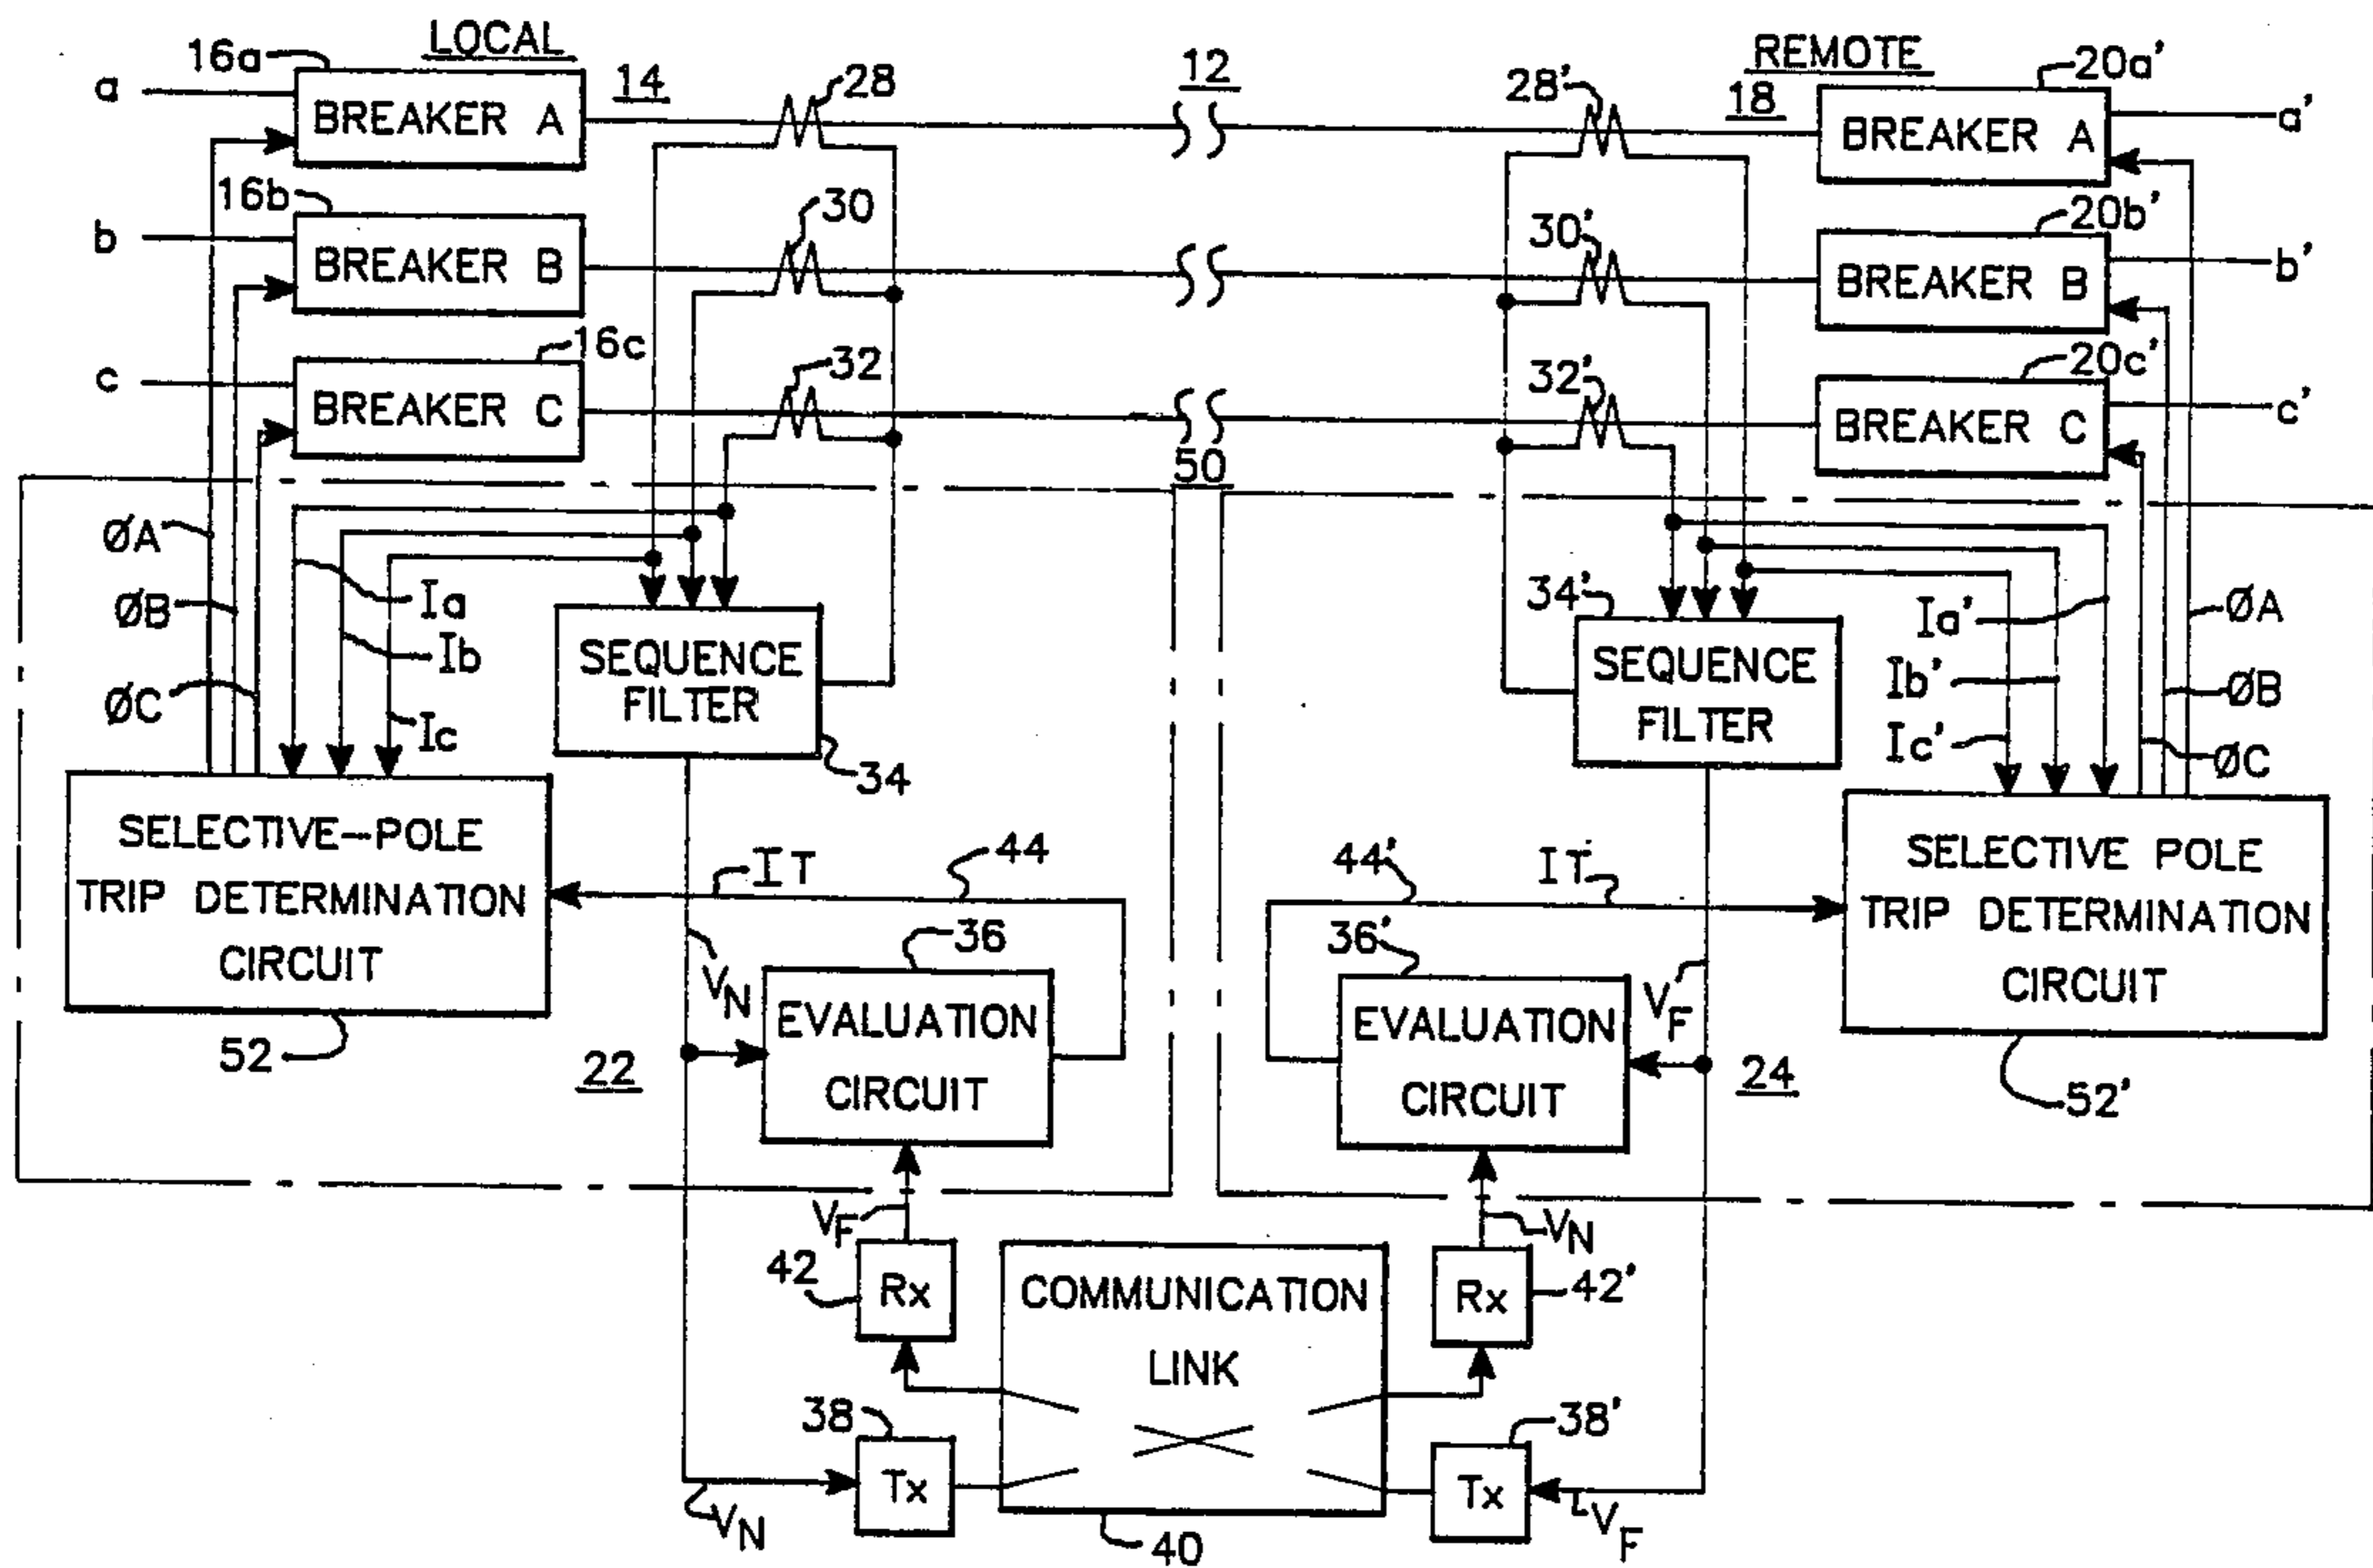 LOCAL
REMOTE
16a
14
28
12
28'
18
20a'
a
BREAKER A
BREAKER A
a'
16b
30
30'
20b'
b
BREAKER B
BREAKER B
b'
16c
32
32'
20c'
c
BREAKER C
BREAKER C
c'
50
ØA
ØB
ØC
Ia
Ib
Ic
SEQUENCE
FILTER
34
34'
SEQUENCE
FILTER
Ia'
Ib'
Ic'
ØA
ØB
ØC
SELECTIVE-POLE
TRIP DETERMINATION
CIRCUIT
52
IT
44
VN
36
EVALUATION
CIRCUIT
22
44'
IT'
36'
EVALUATION
CIRCUIT
VF
24
SELECTIVE POLE
TRIP DETERMINATION
CIRCUIT
52'
VF
42
Rx
COMMUNICATION
LINK
VN
Rx
42'
38
Tx
VN
40
38'
Tx
VF